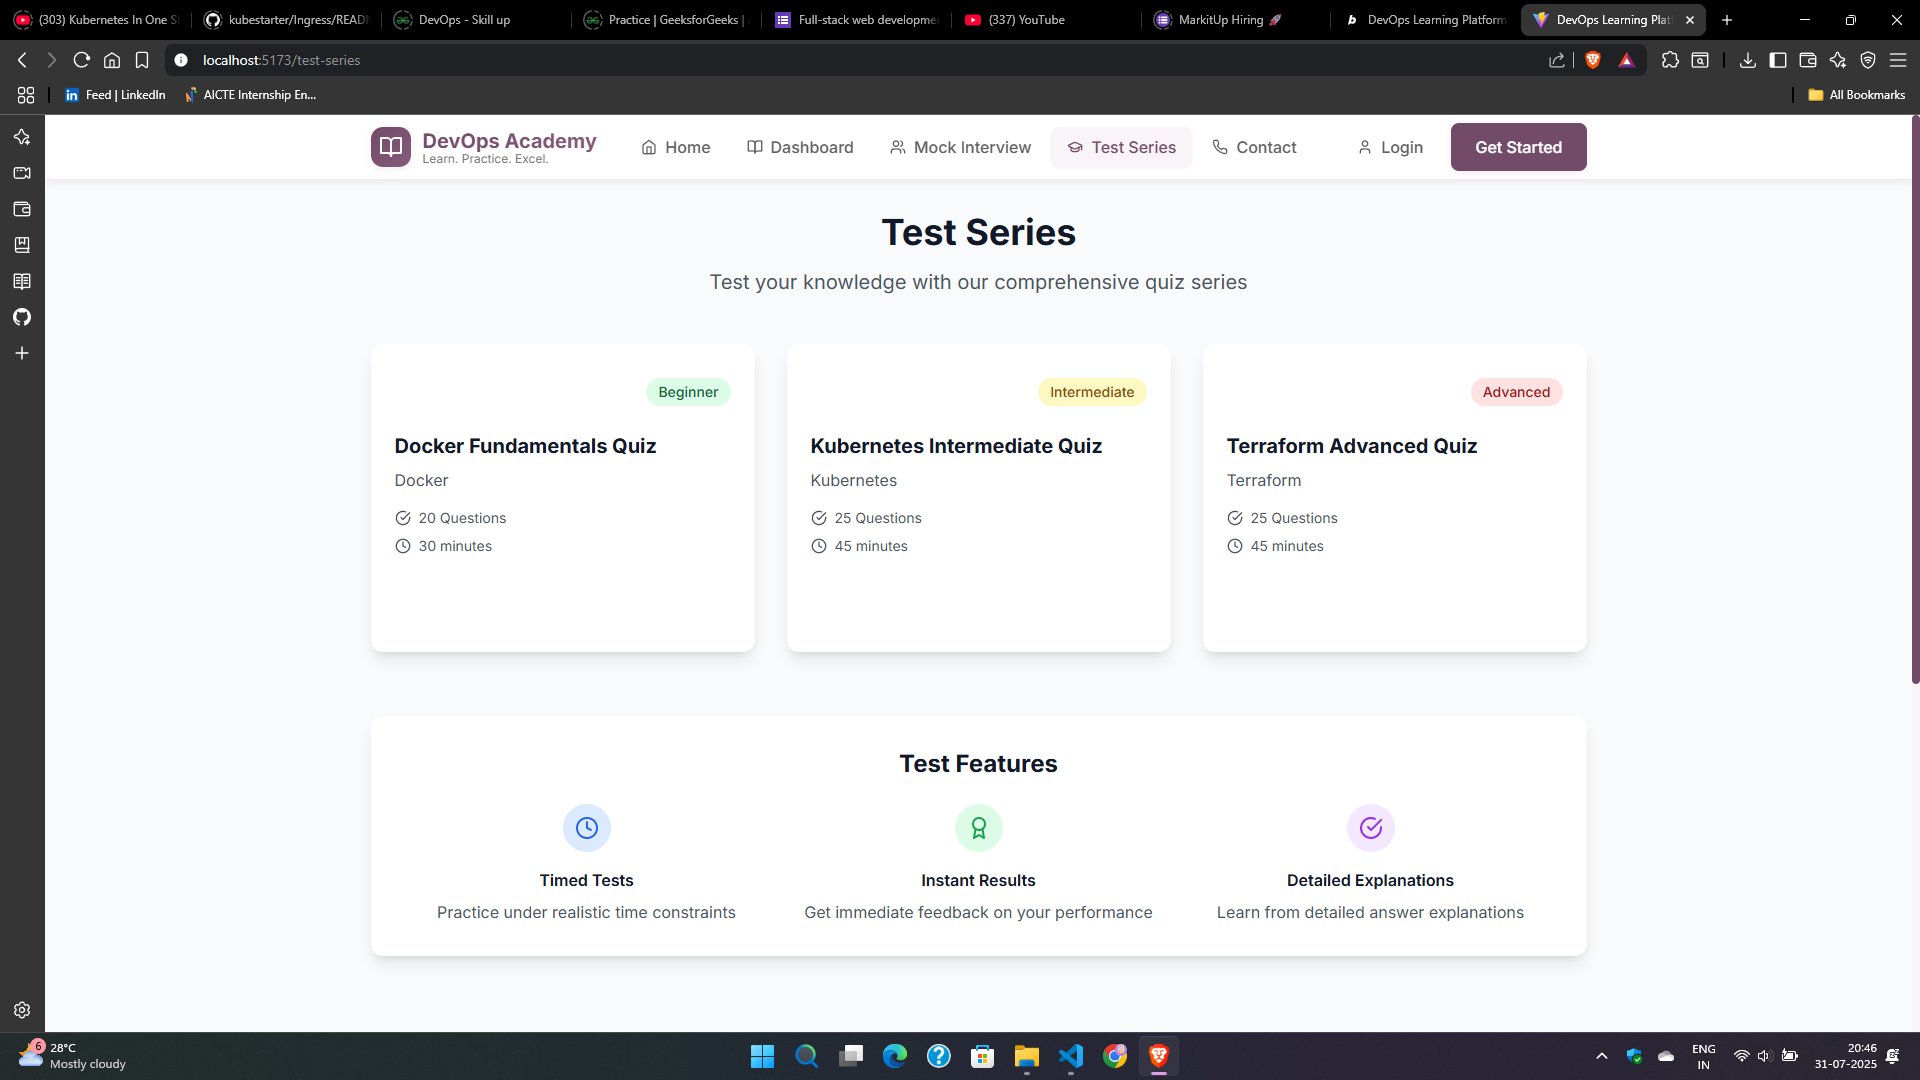 (303) Kubernetes In One S
kubestarter/Ingress/READ
DevOps - Skill up
Practice | GeeksforGeeks |
Full-stack web developme
(337) YouTube
MarkitUp Hiring 🚀
DevOps Learning Platform
DevOps Learning Plat
localhost:5173/test-series
Feed | LinkedIn
AICTE Internship En...
All Bookmarks
DevOps Academy
Learn. Practice. Excel.
Home
Dashboard
Mock Interview
Test Series
Contact
Login
Get Started
Test Series
Test your knowledge with our comprehensive quiz series
Beginner
Docker Fundamentals Quiz
Docker
20 Questions
30 minutes
Intermediate
Kubernetes Intermediate Quiz
Kubernetes
25 Questions
45 minutes
Advanced
Terraform Advanced Quiz
Terraform
25 Questions
45 minutes
Test Features
Timed Tests
Practice under realistic time constraints
Instant Results
Get immediate feedback on your performance
Detailed Explanations
Learn from detailed answer explanations
6
28°C
Mostly cloudy
ENG
IN
20:46
31-07-2025